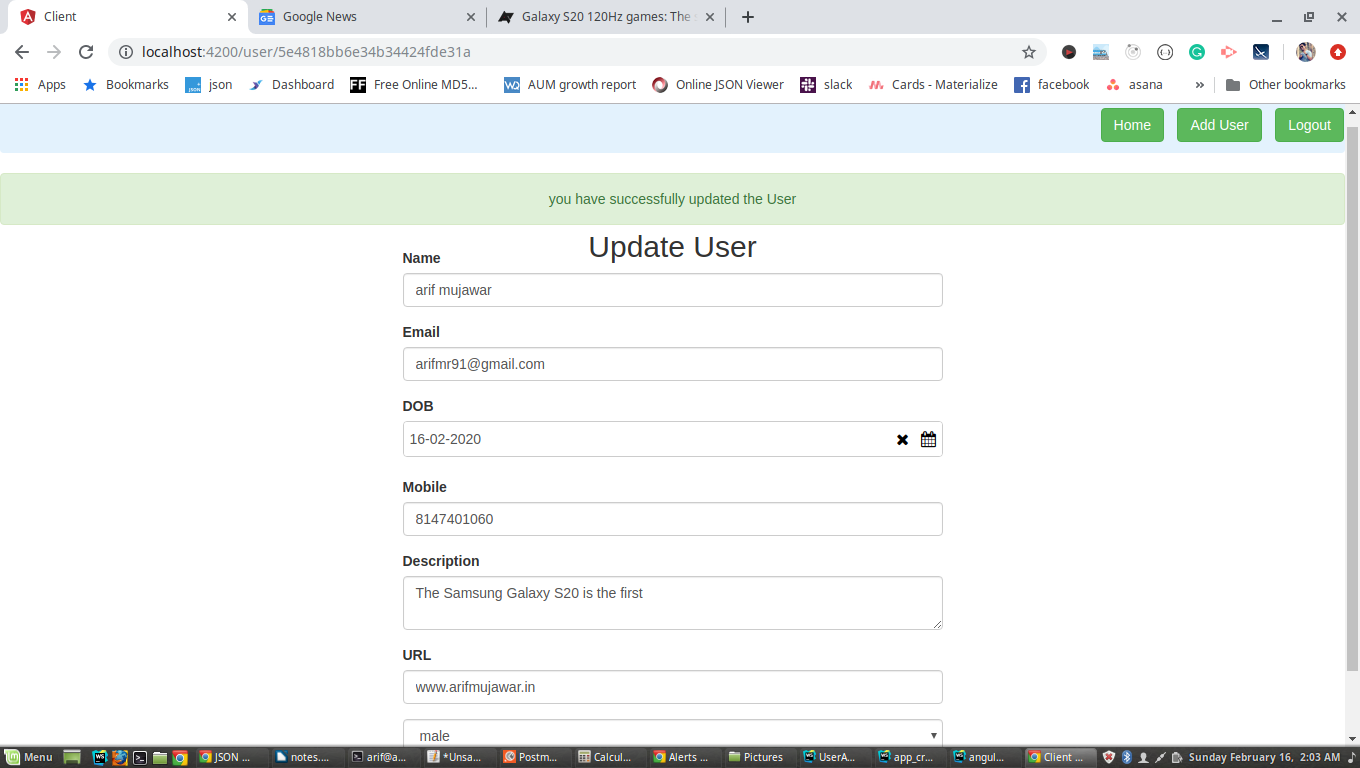 Client
Google News
Galaxy S20 120Hz games: The
localhost:4200/user/5e4818bb6e34b34424fde31a
Apps Bookmarks json Dashboard Free Online MD5... AUM growth report Online JSON Viewer slack Cards - Materialize facebook asana » Other bookmarks
Home Add User Logout
you have successfully updated the User
Update User
Name
arif mujawar
Email
arifmr91@gmail.com
DOB
16-02-2020
Mobile
8147401060
Description
The Samsung Galaxy S20 is the first
URL
www.arifmujawar.in
male
Menu JSON ... notes.... arif@a... *Unsa... Postm... Calcul... Alerts ... Pictures UserA... app_cr... angul... Client ... Sunday February 16, 2:03 AM